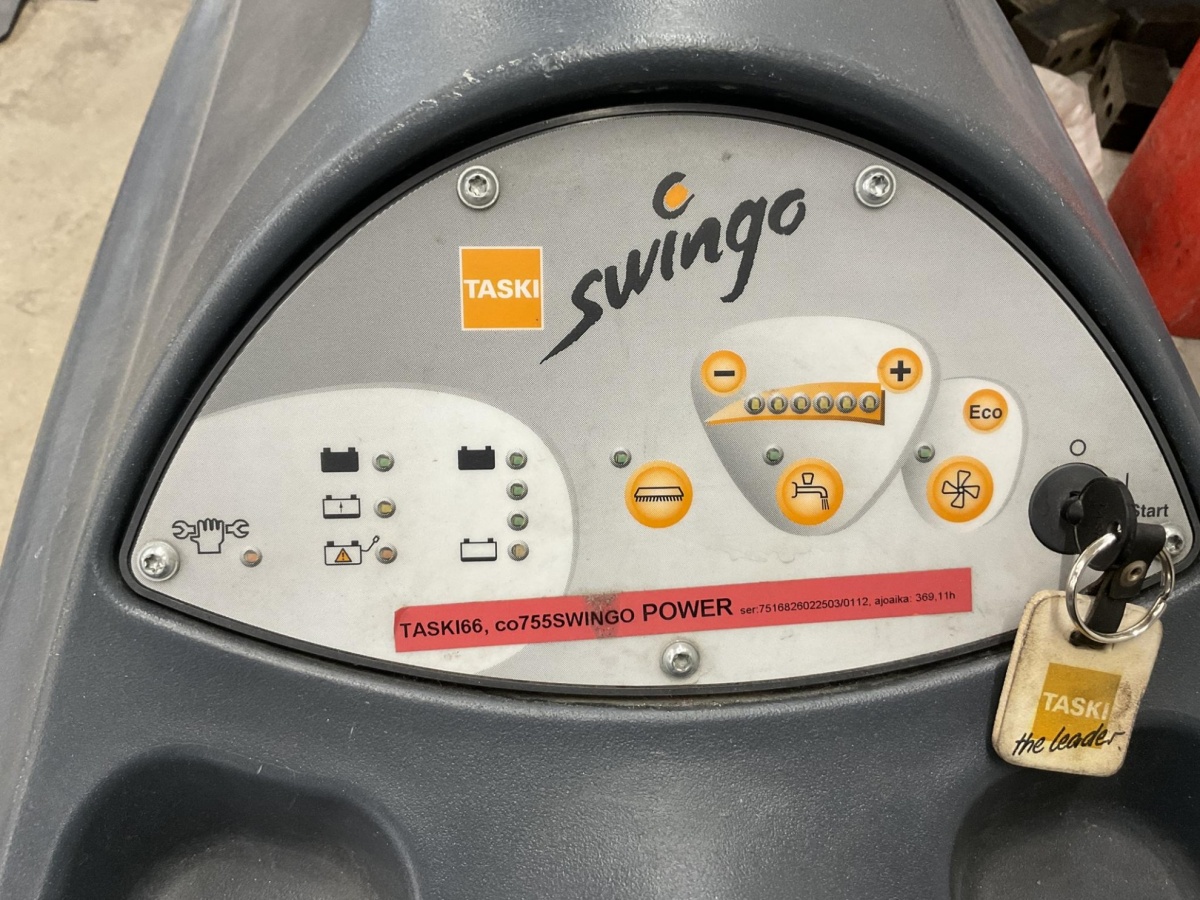 swingo
TASKI
- +
Eco
O
I
Start
TASKI66, co755SWINGO POWER ser:7516826022503/0112, ajoaika: 369,11h
TASKI
the leader